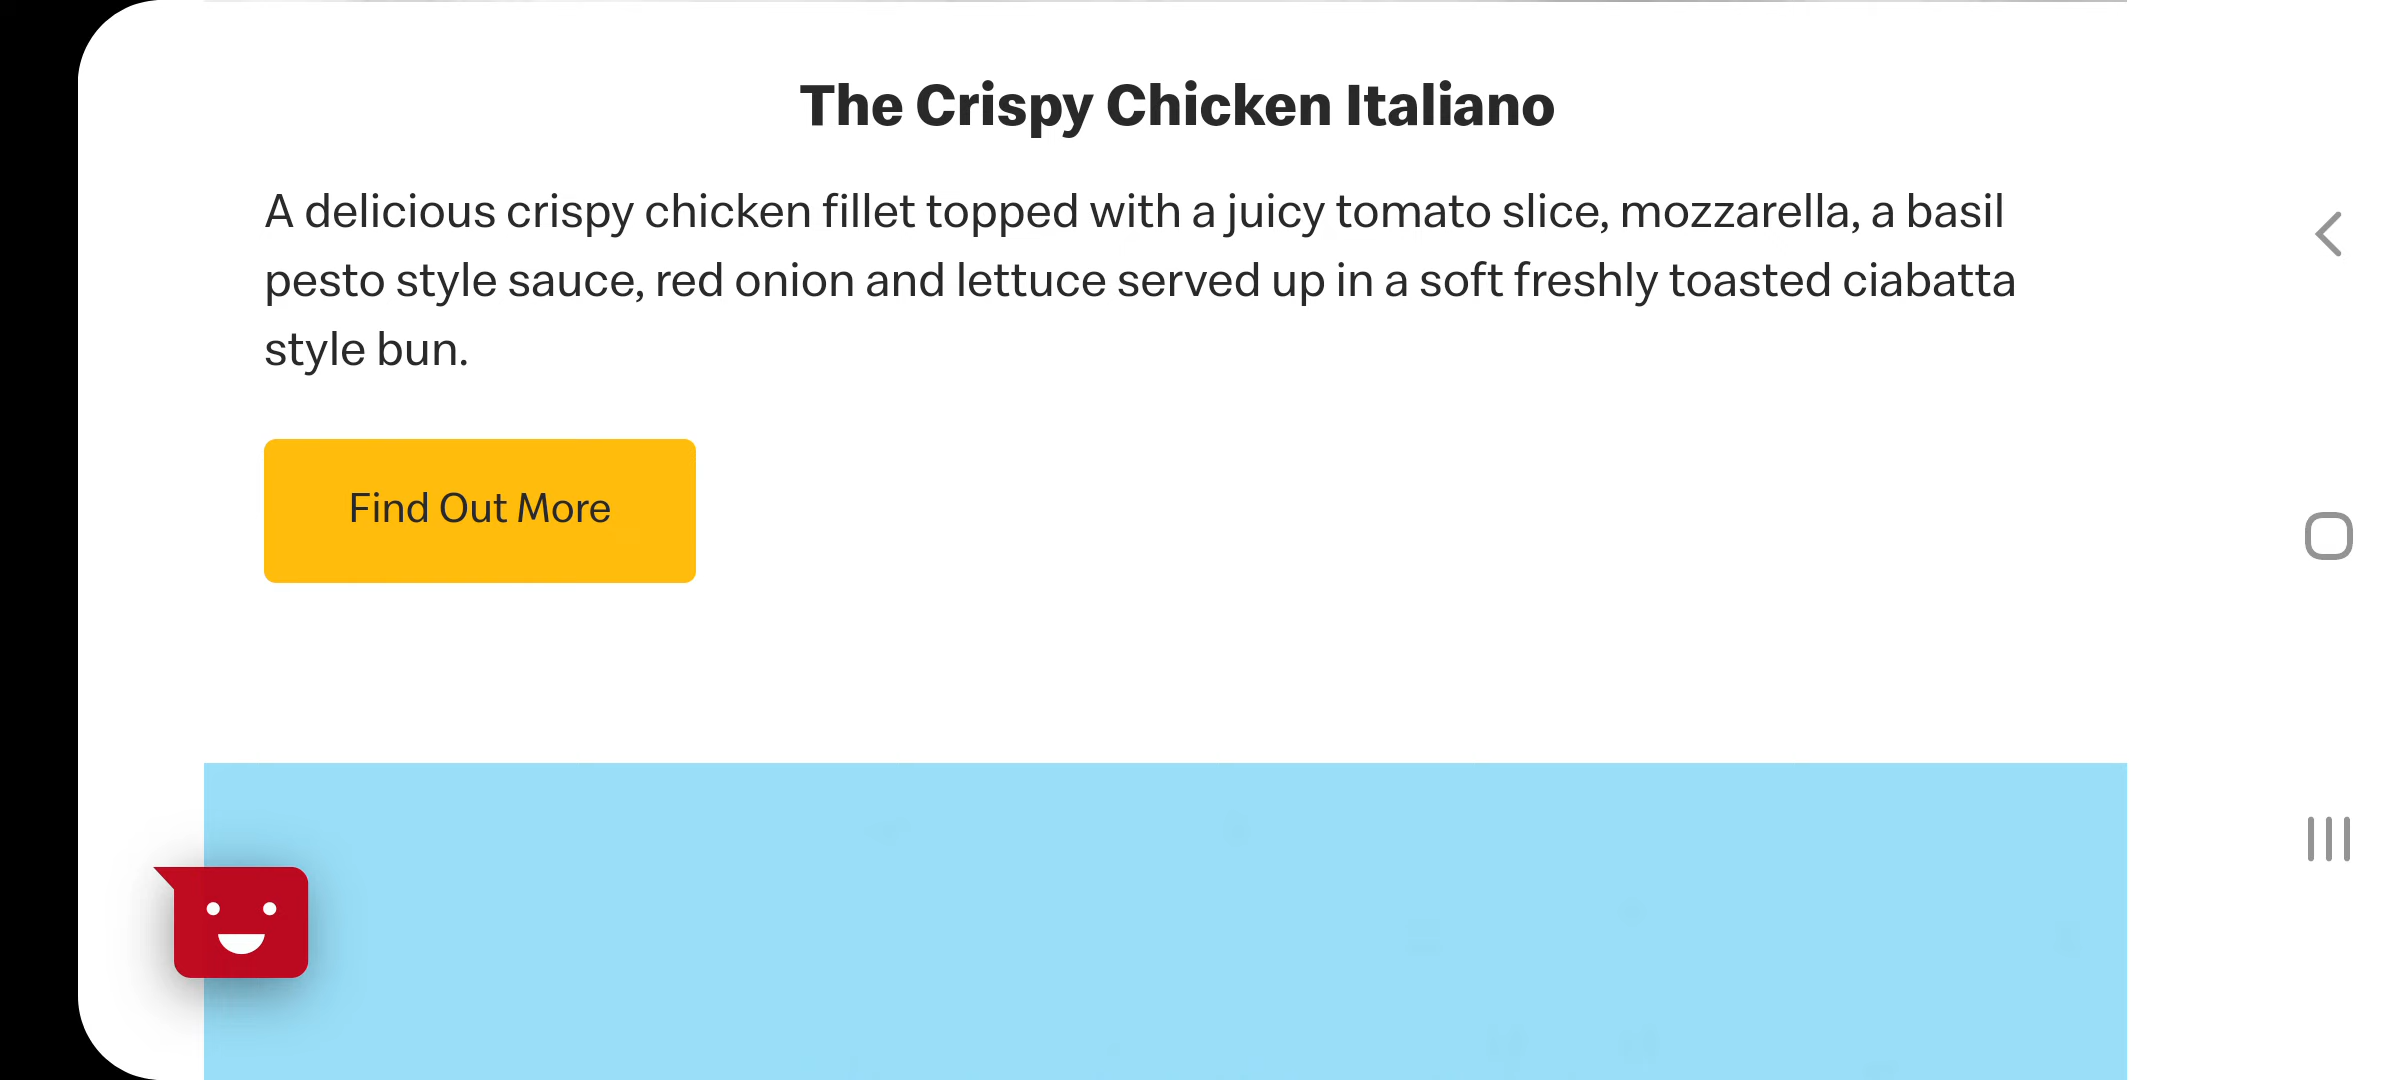 The Crispy Chicken Italiano
A delicious crispy chicken fillet topped with a juicy tomato slice, mozzarella, a basil
pesto style sauce, red onion and lettuce served up in a soft freshly toasted ciabatta
style bun.
Find Out More